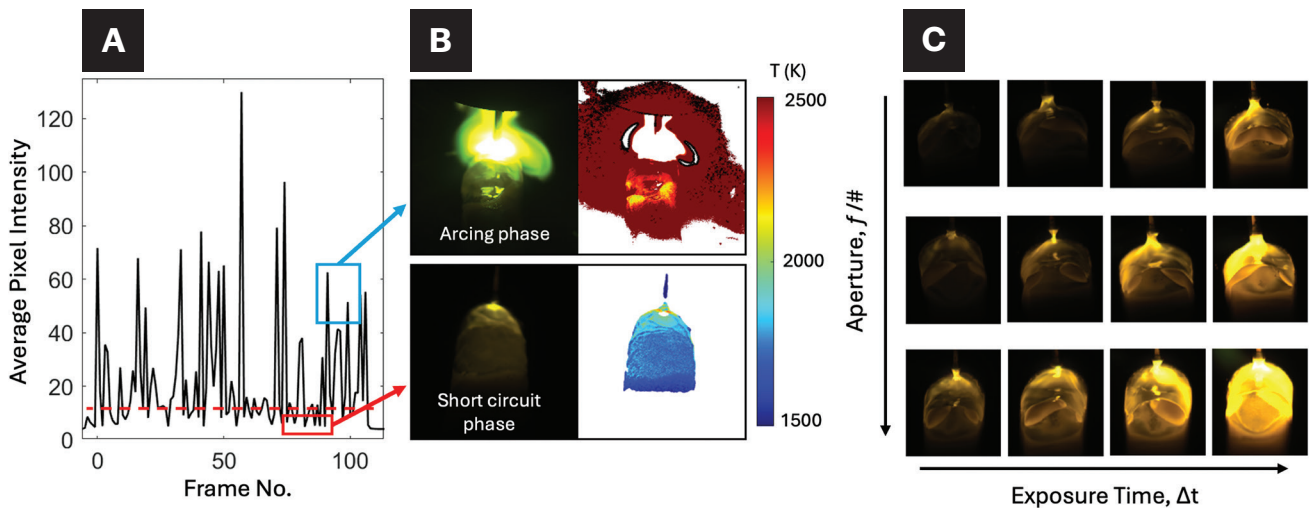 A
B
C
Average Pixel Intensity
120
100
80
60
40
20
0
0
50
100
Frame No.
Arcing phase
Short circuit
phase
T (K)
2500
2000
1500
Aperture, f /#
Exposure Time, Δt